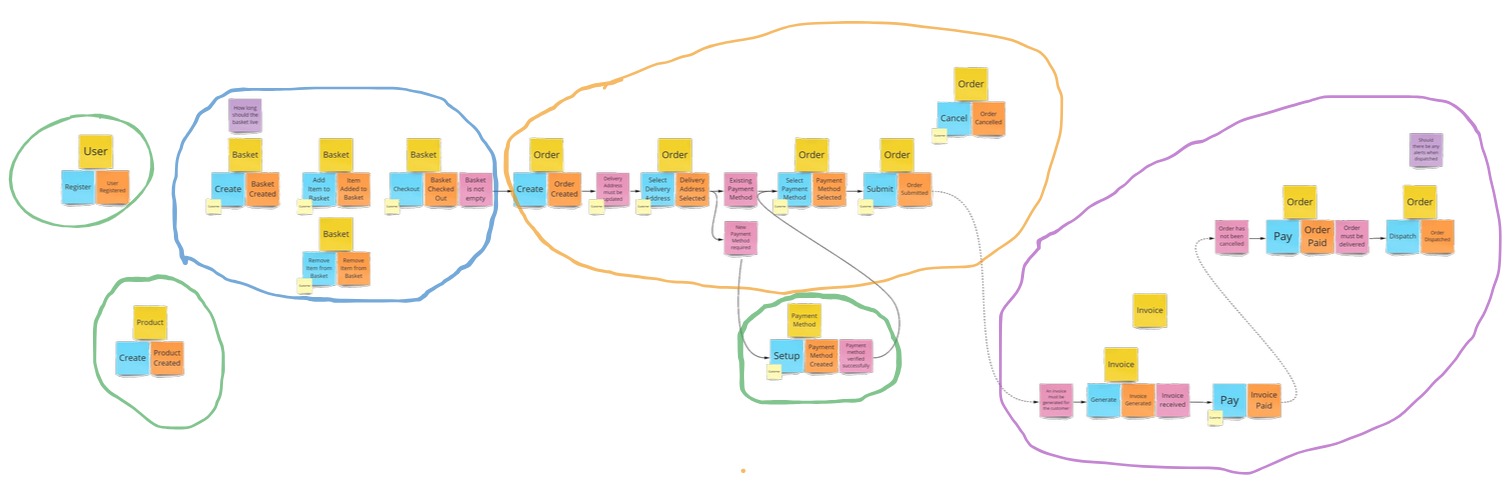 User
Register
User
Registered
Product
Create
Product
Created
How long
should the
basket live
Basket
Create
Basket
Created
Basket
Add
Item to
Basket
Item
Added to
Basket
Basket
Remove
Item from
Basket
Remove
Item from
Basket
Basket
Checkout
Basket
Checked
Out
Basket
is not
empty
Order
Create
Order
Created
Delivery
Address
must be
updated
Order
Select
Delivery
Address
Delivery
Address
Selected
Existing
Payment
Method
New
Payment
Method
required
Order
Select
Payment
Method
Payment
Method
Selected
Order
Submit
Order
Submitted
Order
Cancel
Order
Cancelled
Payment
Method
Setup
Payment
Method
Created
Payment
method
verified
successfully
An invoice
must be
generated for
the customer
Invoice
Generate
Invoice
Generated
Invoice
received
Invoice
Pay
Invoice
Paid
Order has
not been
cancelled
Order
Pay
Order
Paid
Order
must be
delivered
Order
Dispatch
Order
Dispatched
Should
there be any
alerts when
dispatched